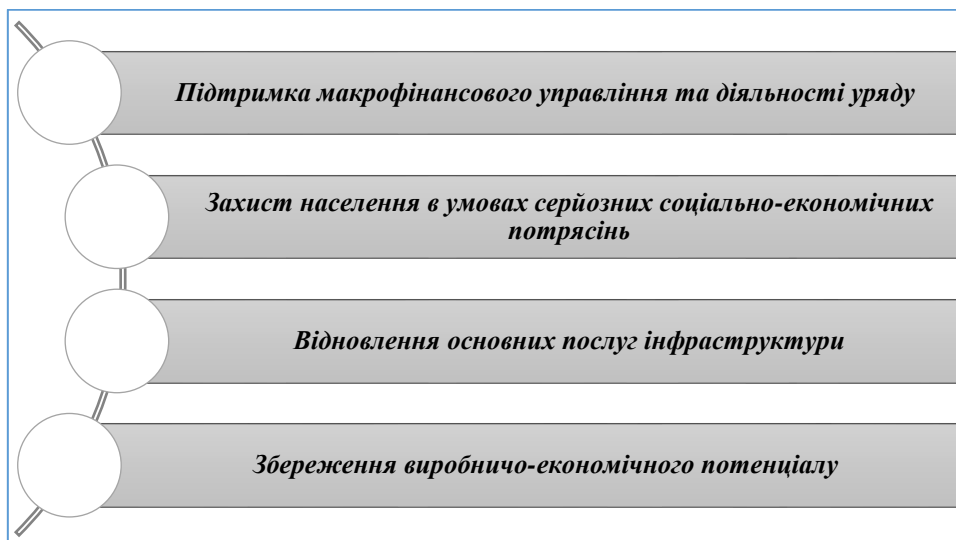 Підтримка макрофінансового управління та діяльності уряду
Захист населення в умовах серйозних соціально-економічних
потрясінь
Відновлення основних послуг інфраструктури
Збереження виробничо-економічного потенціалу